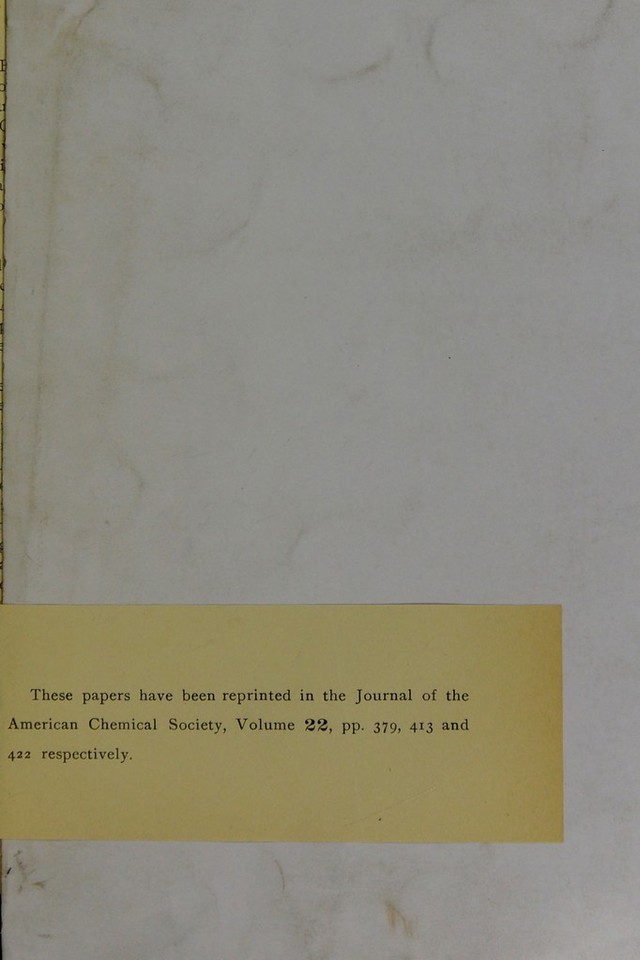 These papers have been reprinted in the Journal of the
American Chemical Society, Volume 22, pp. 379, 413 and
422 respectively.